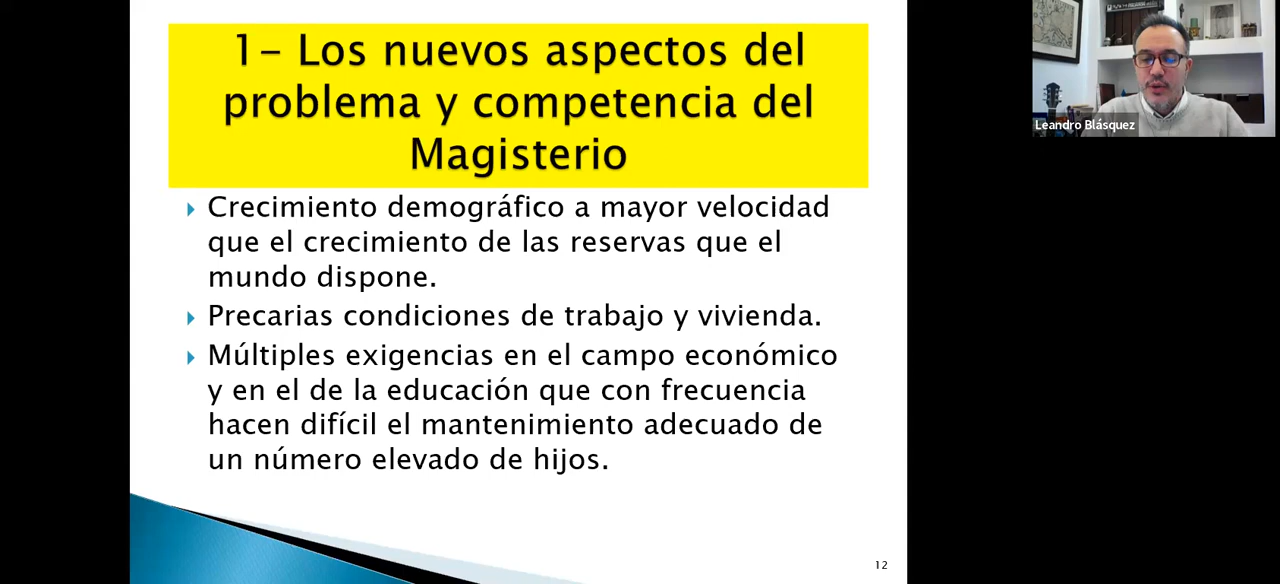 1- Los nuevos aspectos del
problema y competencia del
Magisterio
Crecimiento demográfico a mayor velocidad
que el crecimiento de las reservas que el
mundo dispone.
Precarias condiciones de trabajo y vivienda.
Múltiples exigencias en el campo económico
y en el de la educación que con frecuencia
hacen difícil el mantenimiento adecuado de
un número elevado de hijos.
12
Leandro Blásquez